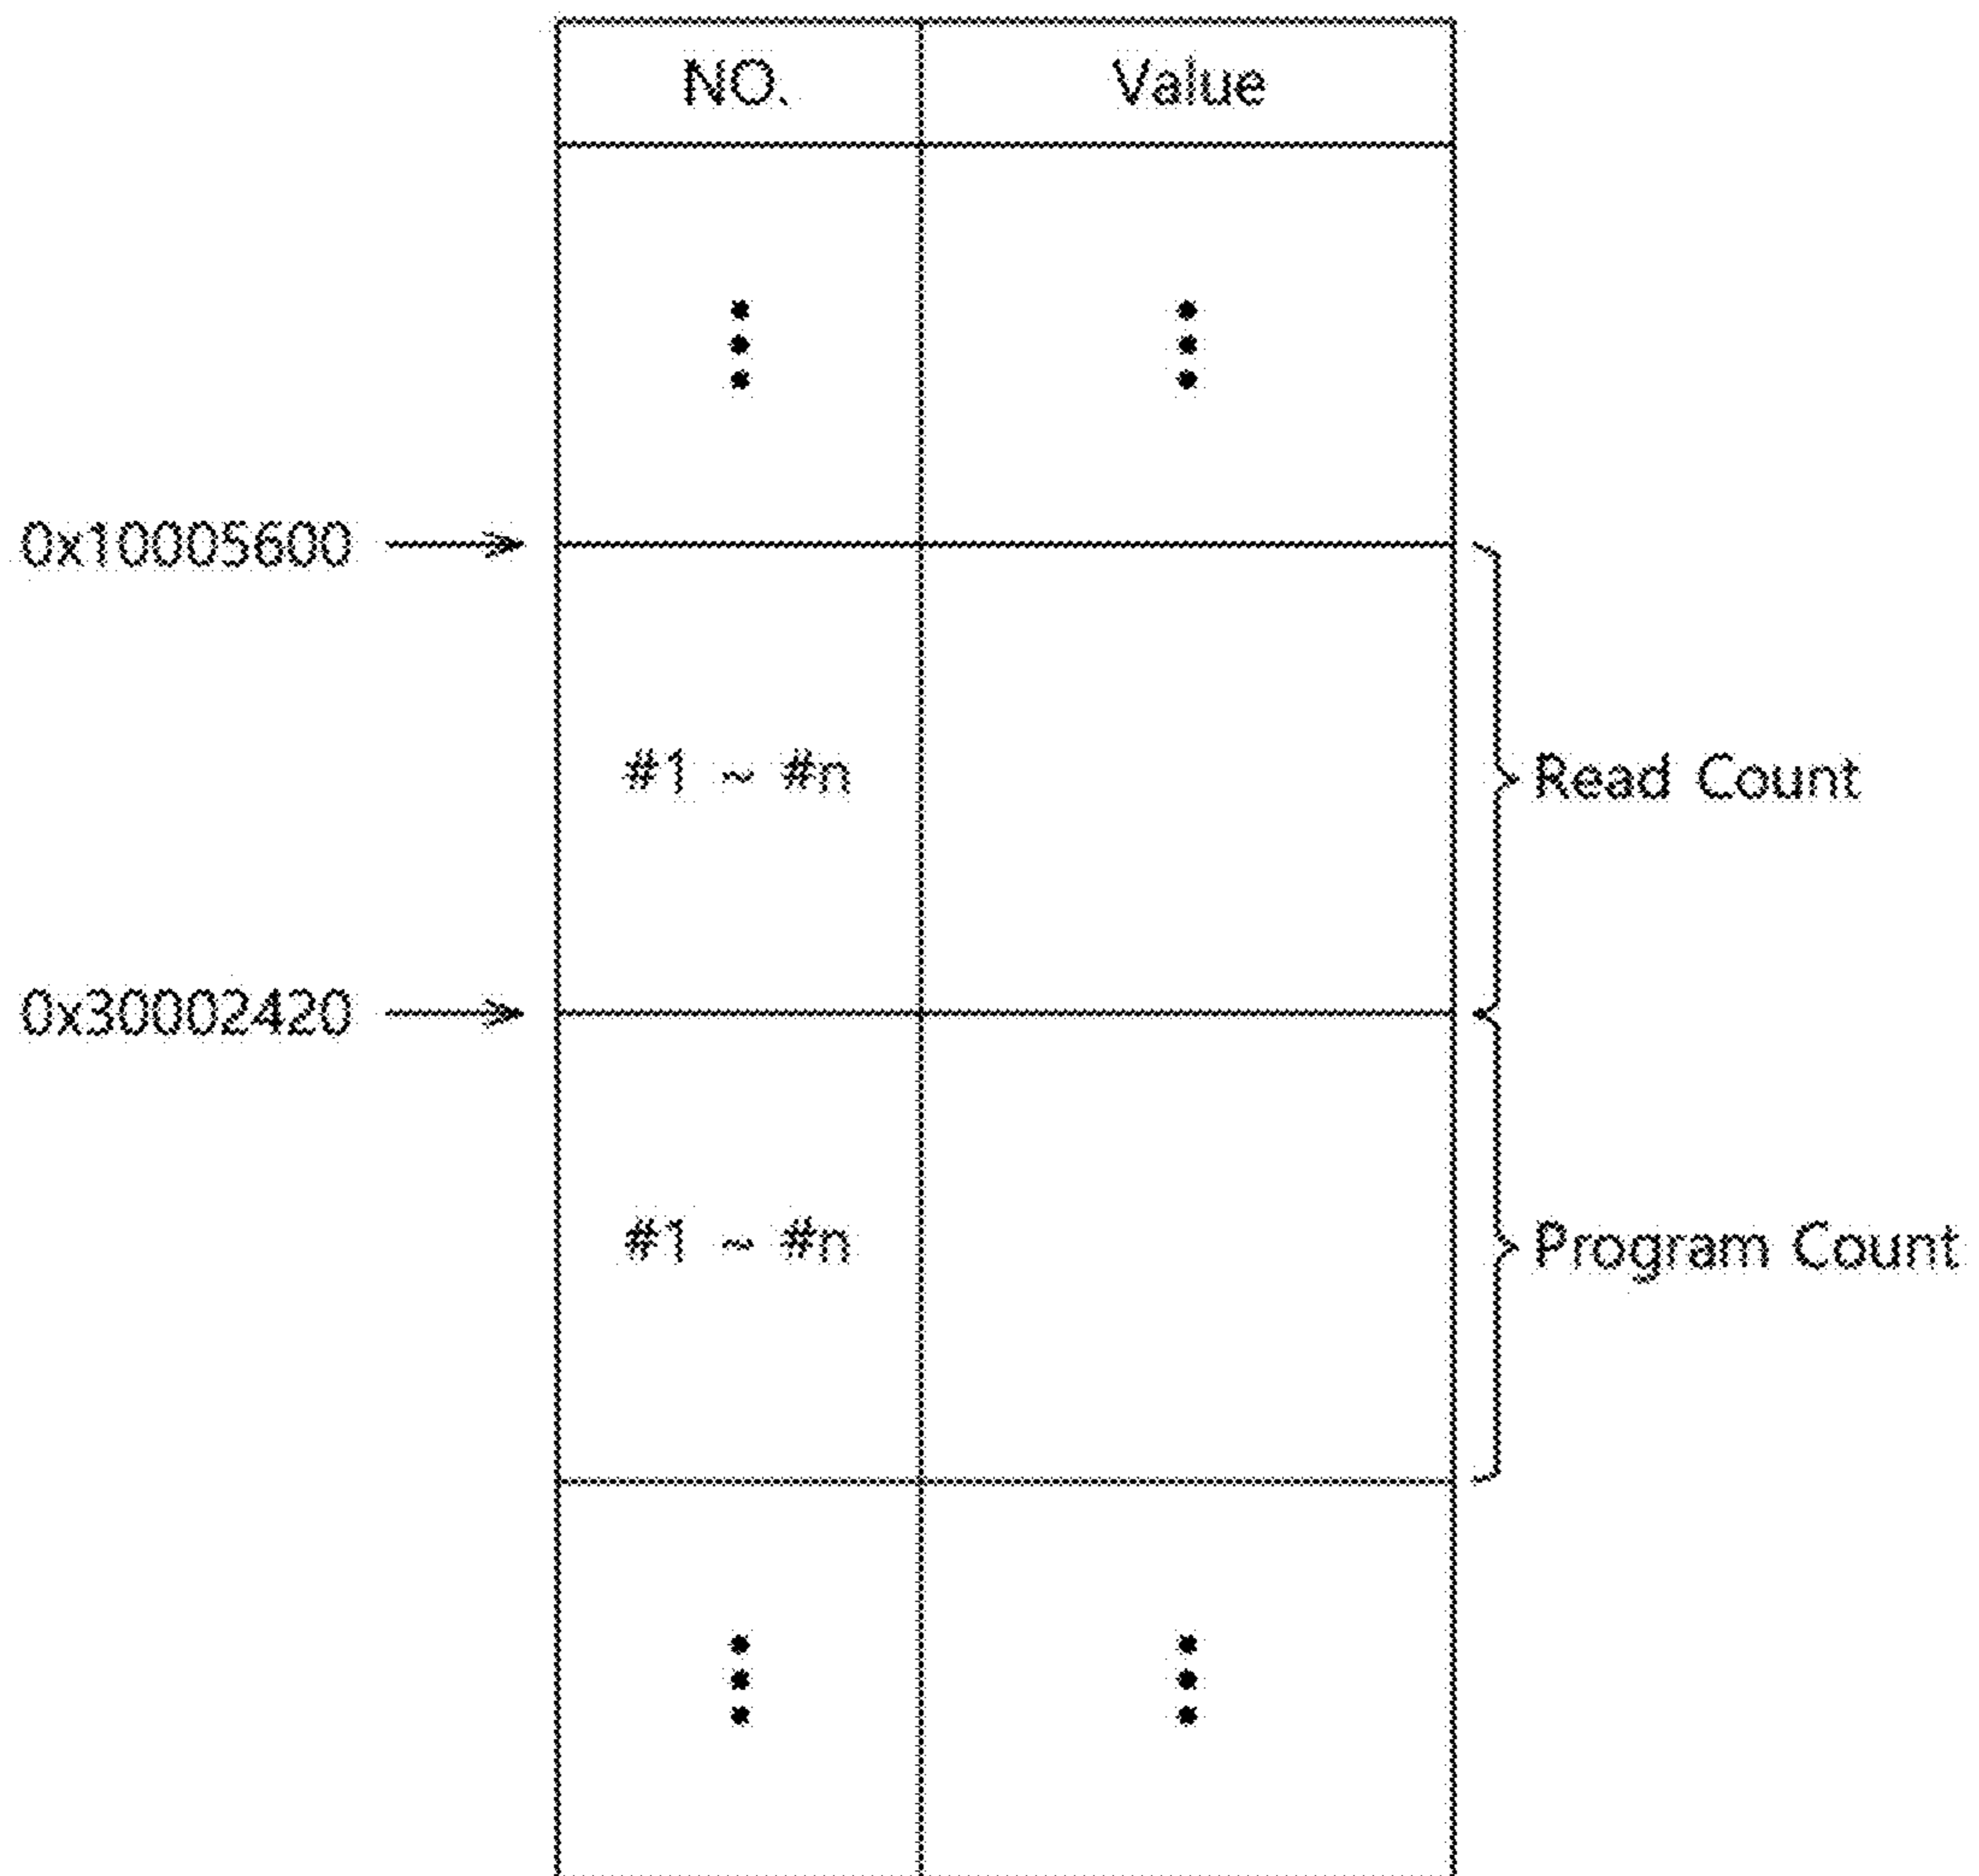 NO. Value
0x10005600
#1 ~ #n Read Count
0x30002420
#1 ~ #n Program Count